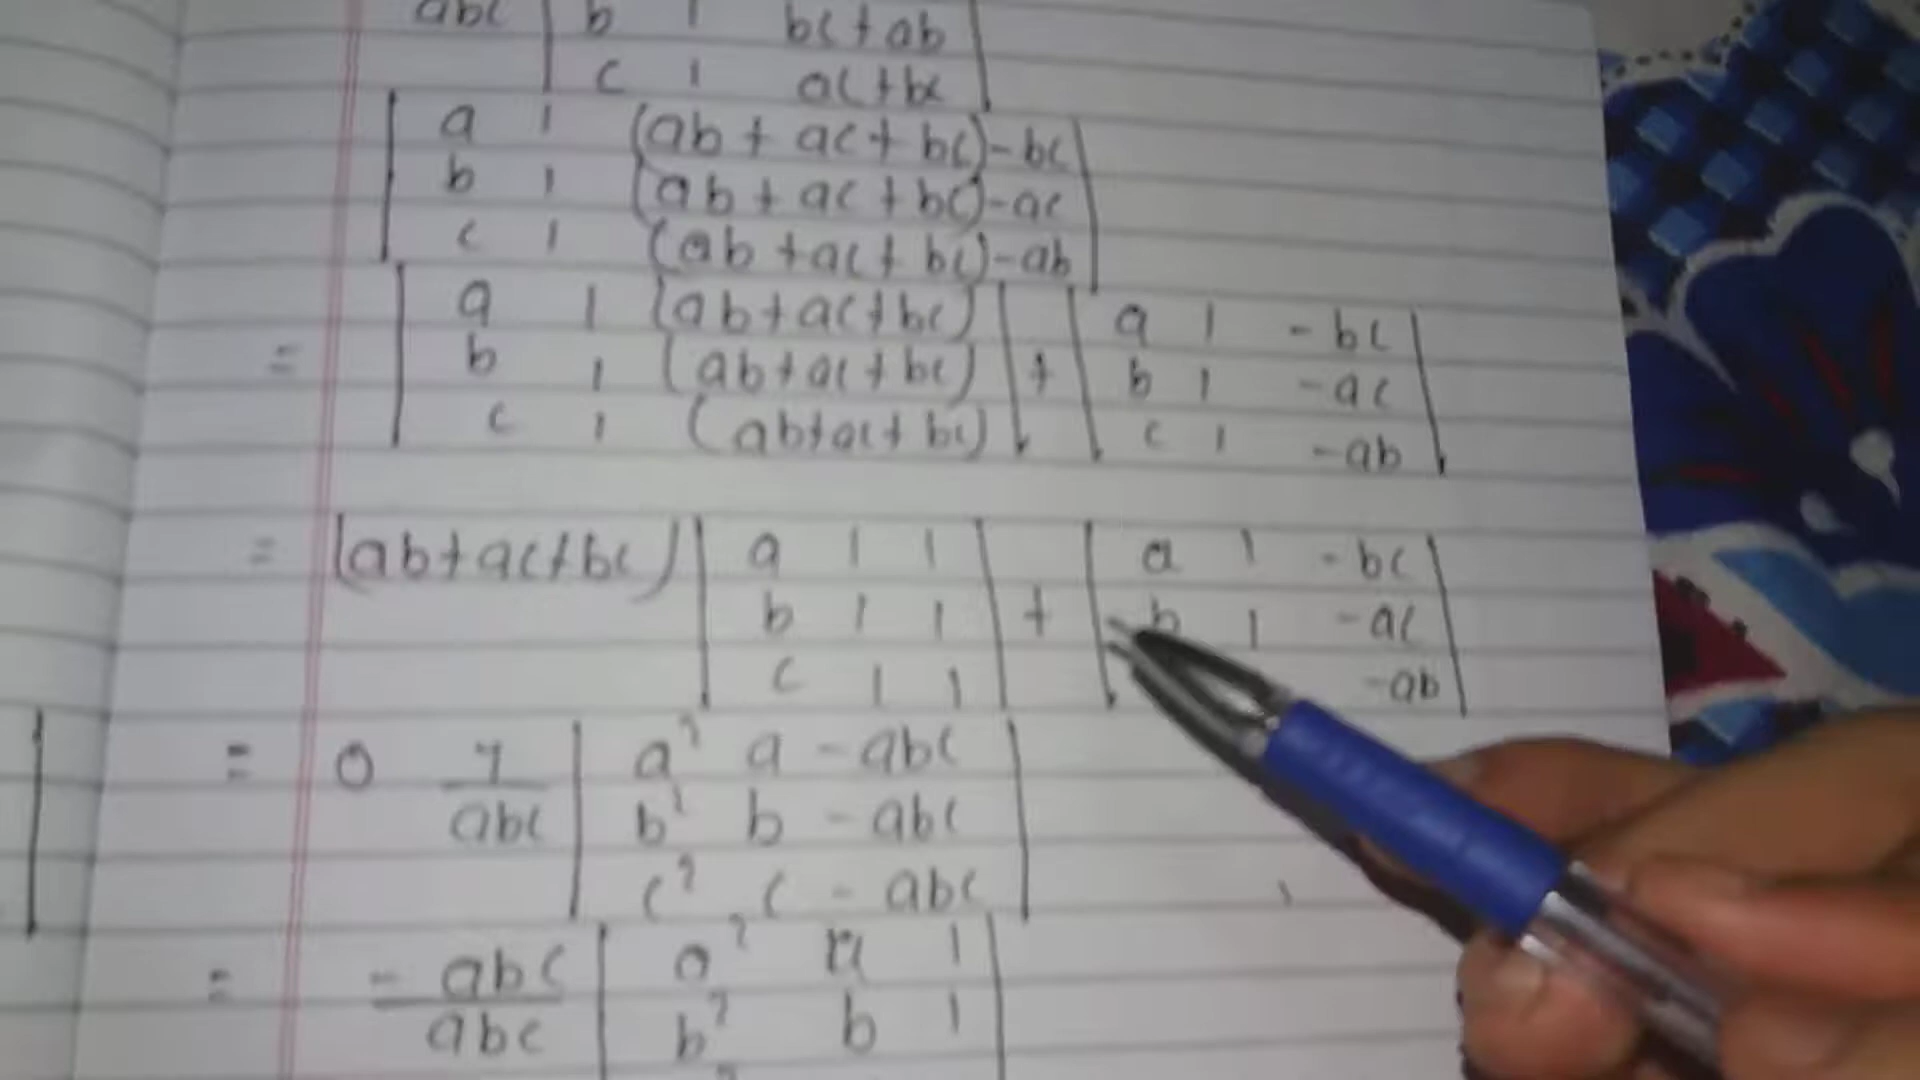 abc | b 1 bc+ab
c 1 ac+bc |
| a 1 (ab + ac + bc)-bc |
| b 1 (ab + ac + bc)-ac |
| c 1 (ab + ac + bc)-ab |
| a 1 (ab+ac+bc) | | a 1 -bc |
= | b 1 (ab+ac+bc) | + | b 1 -ac |
| c 1 (ab+ac+bc) | | c 1 -ab |
= (ab+ac+bc) | a 1 1 | + | a 1 -bc |
| b 1 1 | | b 1 -ac |
| c 1 1 | | -ab |
= 0 1/abc | a² a -abc |
| b² b -abc |
| c² c -abc |
= -abc/abc | a² a 1 |
| b² b 1 |